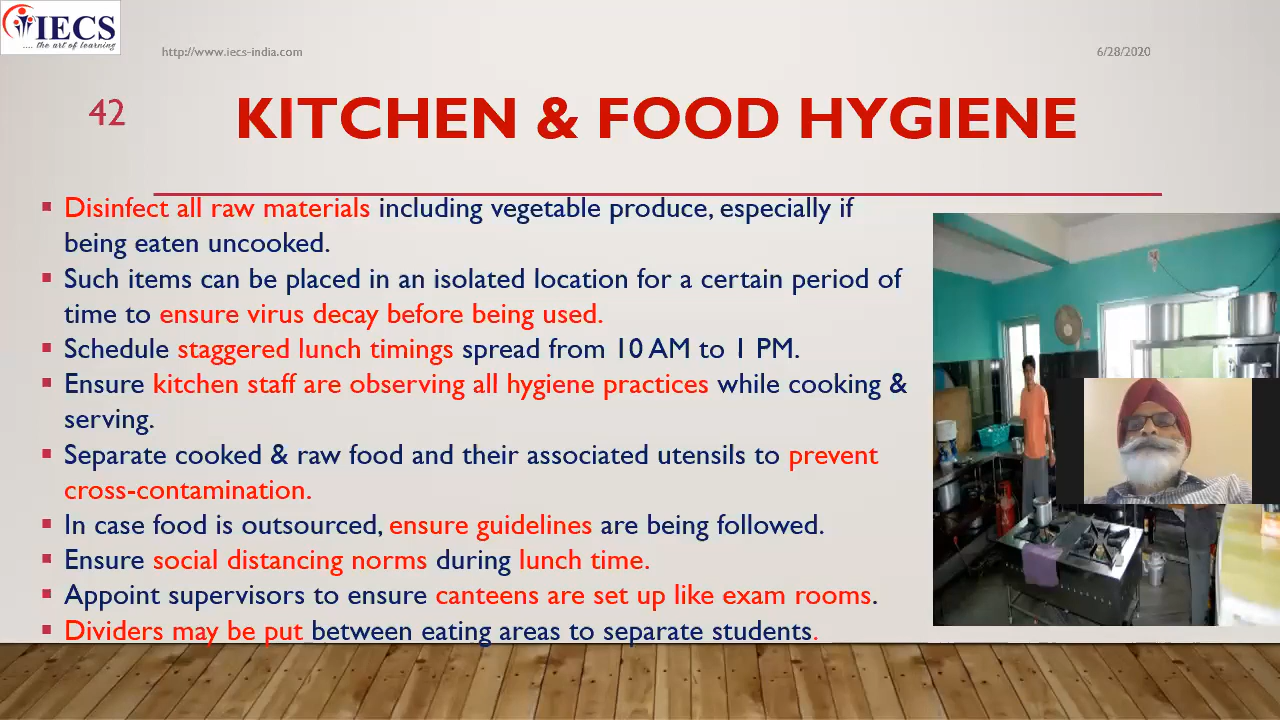 IECS
.... the art of learning
http://www.iecs-india.com
6/28/2020
42
KITCHEN & FOOD HYGIENE
Disinfect all raw materials including vegetable produce, especially if
being eaten uncooked.
Such items can be placed in an isolated location for a certain period of
time to ensure virus decay before being used.
Schedule staggered lunch timings spread from 10 AM to 1 PM.
Ensure kitchen staff are observing all hygiene practices while cooking &
serving.
Separate cooked & raw food and their associated utensils to prevent
cross-contamination.
In case food is outsourced, ensure guidelines are being followed.
Ensure social distancing norms during lunch time.
Appoint supervisors to ensure canteens are set up like exam rooms.
Dividers may be put between eating areas to separate students.